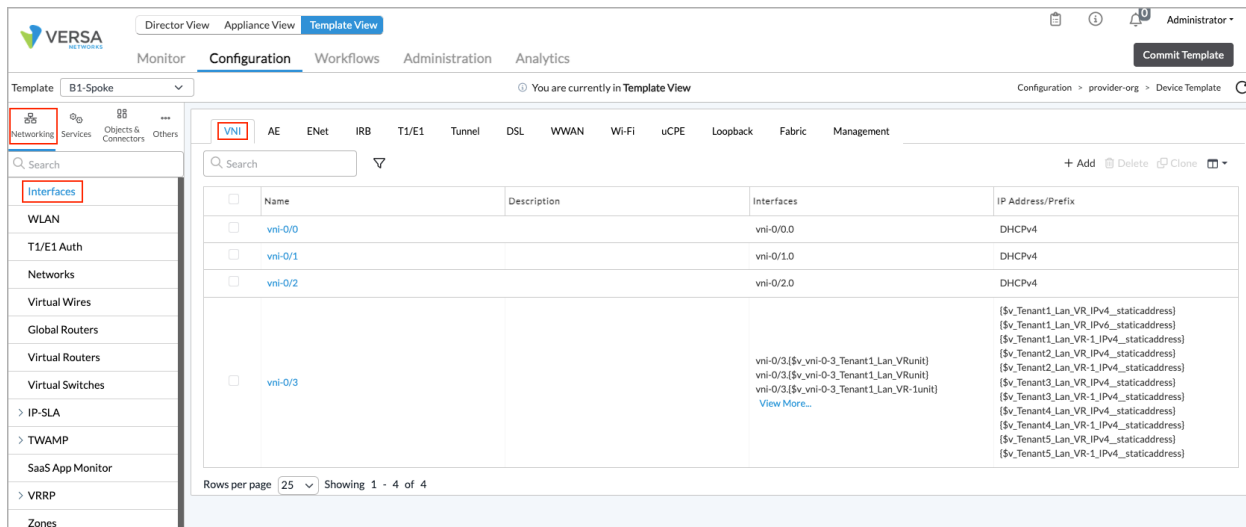 VERSA
NETWORKS
Director View Appliance View Template View
0
Administrator
Monitor Configuration Workflows Administration Analytics
Commit Template
Template B1-Spoke
You are currently in Template View
Configuration > provider-org > Device Template
Networking Services Objects & Connectors Others
Search
Interfaces
WLAN
T1/E1 Auth
Networks
Virtual Wires
Global Routers
Virtual Routers
Virtual Switches
> IP-SLA
> TWAMP
SaaS App Monitor
> VRRP
Zones
VNI AE ENet IRB T1/E1 Tunnel DSL WWAN Wi-Fi uCPE Loopback Fabric Management
Search
+ Add Delete Clone
Name Description Interfaces IP Address/Prefix
vni-0/0 vni-0/0.0 DHCPv4
vni-0/1 vni-0/1.0 DHCPv4
vni-0/2 vni-0/2.0 DHCPv4
vni-0/3
vni-0/3.{$v_vni-0-3_Tenant1_Lan_VRunit}
vni-0/3.{$v_vni-0-3_Tenant1_Lan_VRunit}
vni-0/3.{$v_vni-0-3_Tenant1_Lan_VR-1unit}
View More...
{$v_Tenant1_Lan_VR_IPv4__staticaddress}
{$v_Tenant1_Lan_VR_IPv6__staticaddress}
{$v_Tenant1_Lan_VR-1_IPv4__staticaddress}
{$v_Tenant2_Lan_VR_IPv4__staticaddress}
{$v_Tenant2_Lan_VR-1_IPv4__staticaddress}
{$v_Tenant3_Lan_VR_IPv4__staticaddress}
{$v_Tenant3_Lan_VR-1_IPv4__staticaddress}
{$v_Tenant4_Lan_VR_IPv4__staticaddress}
{$v_Tenant4_Lan_VR-1_IPv4__staticaddress}
{$v_Tenant5_Lan_VR_IPv4__staticaddress}
{$v_Tenant5_Lan_VR-1_IPv4__staticaddress}
Rows per page 25 Showing 1 - 4 of 4